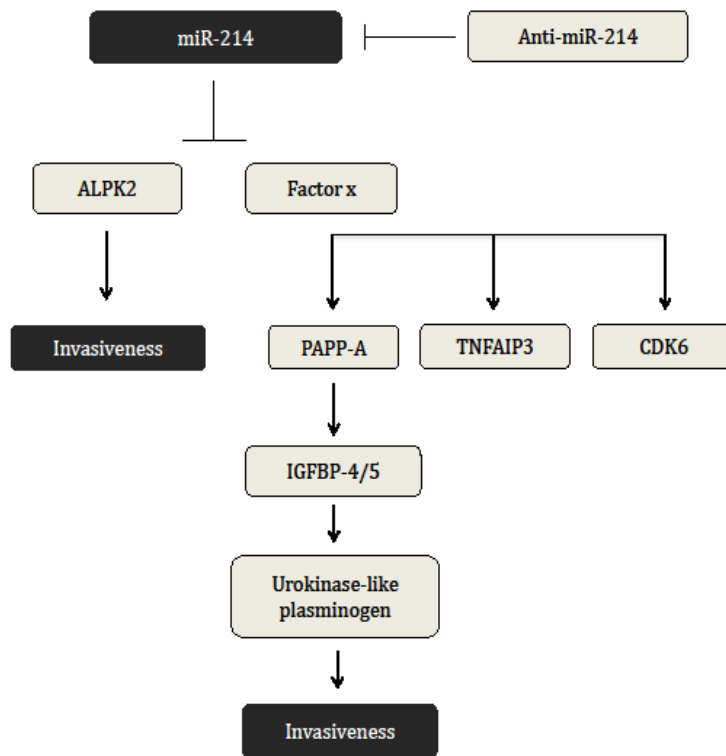 miR-214
Anti-miR-214
ALPK2
Factor x
Invasiveness
PAPP-A
TNFAIP3
CDK6
IGFBP-4/5
Urokinase-like
plasminogen
Invasiveness